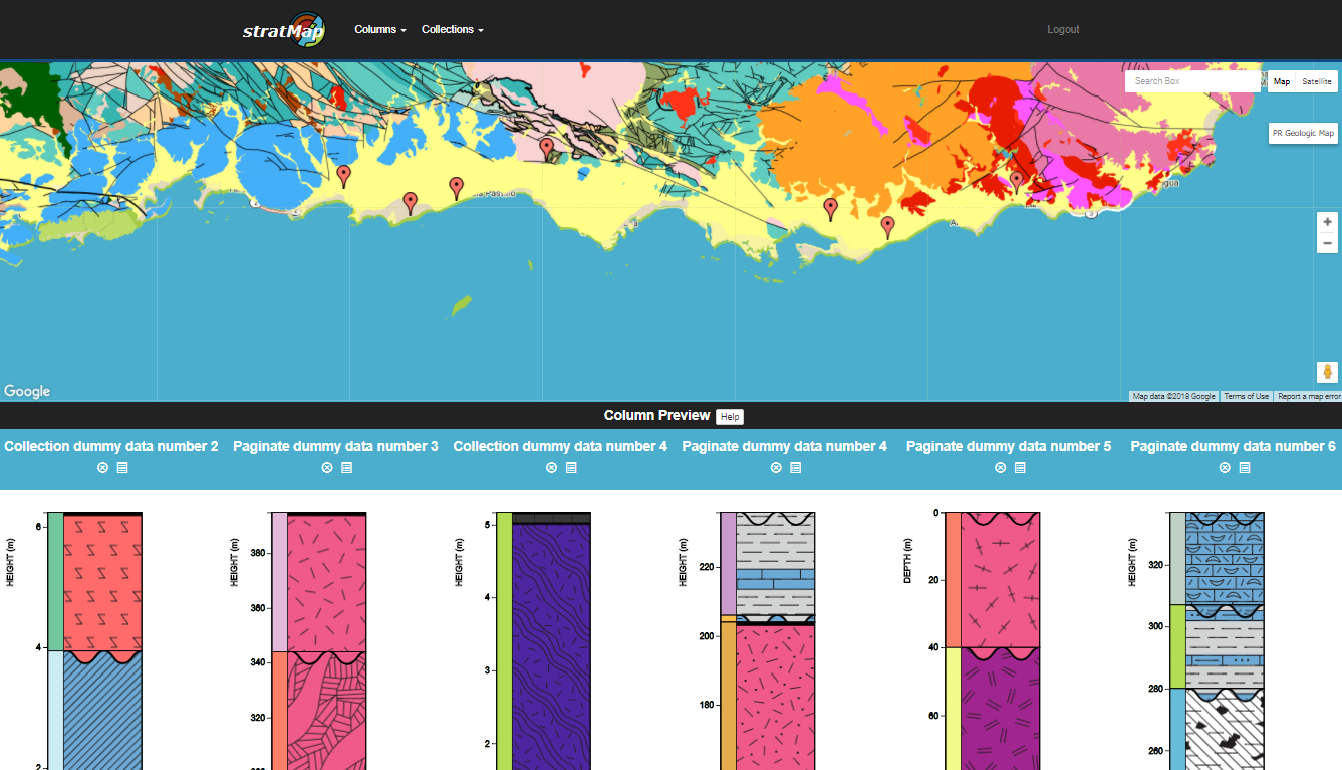 stratMap
Columns
Collections
Logout
Search Box
Map
Satellite
PR Geologic Map
+
−
Google
Map data ©2018 Google
Terms of Use
Report a map error
Column Preview
Help
Collection dummy data number 2
Paginate dummy data number 3
Collection dummy data number 4
Paginate dummy data number 4
Paginate dummy data number 5
Paginate dummy data number 6
HEIGHT (m)
6
4
2
HEIGHT (m)
380
360
340
320
HEIGHT (m)
5
4
3
2
HEIGHT (m)
220
200
180
DEPTH (m)
0
20
40
60
HEIGHT (m)
320
300
280
260